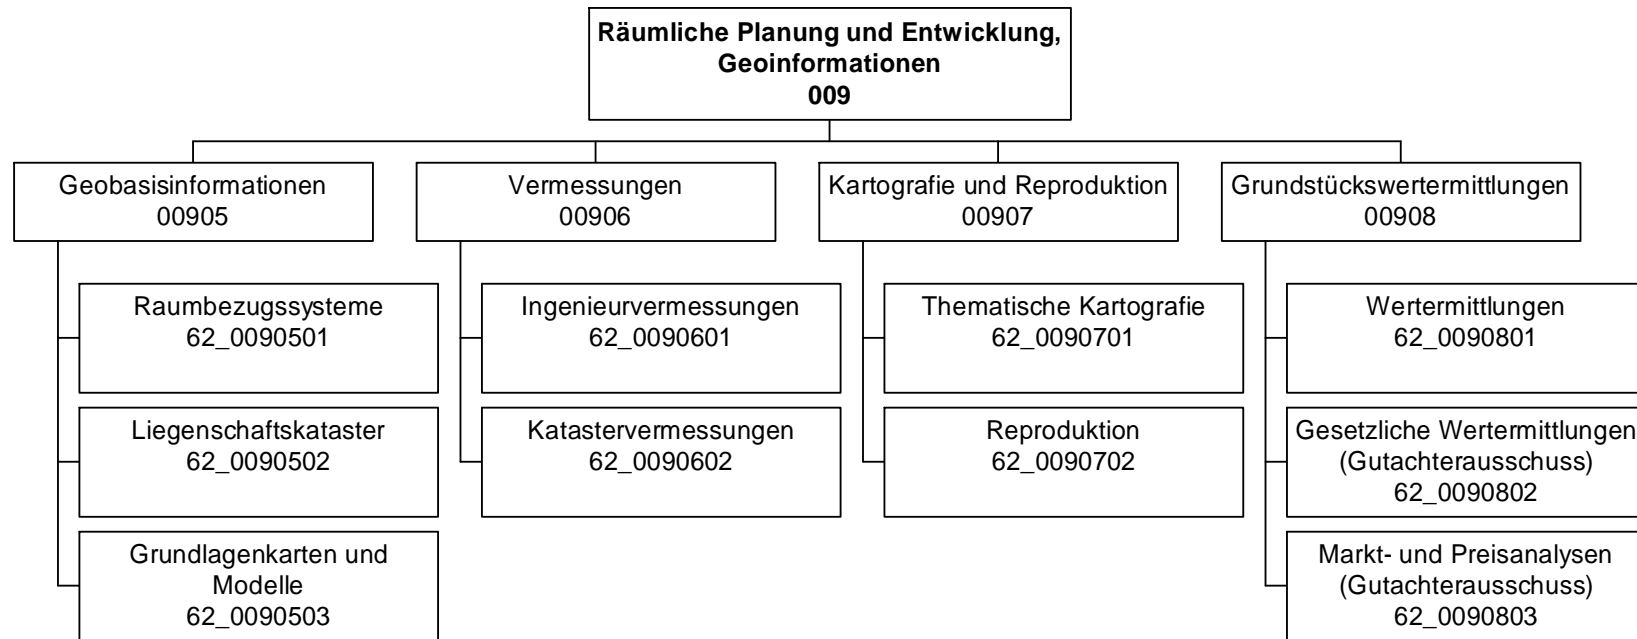 Räumliche Planung und Entwicklung,
Geoinformationen
009
Geobasisinformationen
00905
Vermessungen
00906
Kartografie und Reproduktion
00907
Grundstückswertermittlungen
00908
Raumbezugssysteme
62_0090501
Ingenieurvermessungen
62_0090601
Thematische Kartografie
62_0090701
Wertermittlungen
62_0090801
Liegenschaftskataster
62_0090502
Katastervermessungen
62_0090602
Reproduktion
62_0090702
Gesetzliche Wertermittlungen
(Gutachterausschuss)
62_0090802
Grundlagenkarten und
Modelle
62_0090503
Markt- und Preisanalysen
(Gutachterausschuss)
62_0090803